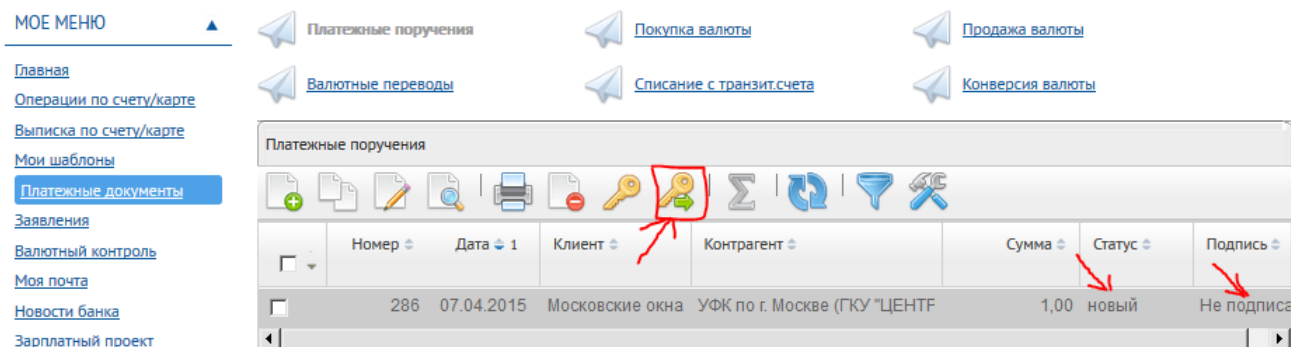 МОЕ МЕНЮ
Главная
Операции по счету/карте
Выписка по счету/карте
Мои шаблоны
Платежные документы
Заявления
Валютный контроль
Моя почта
Новости банка
Зарплатный проект
Платежные поручения
Покупка валюты
Продажа валюты
Валютные переводы
Списание с транзит.счета
Конверсия валюты
Платежные поручения
Номер Дата 1 Клиент Контрагент Сумма Статус Подпись
286 07.04.2015 Московские окна УФК по г. Москве (ГКУ "ЦЕНТР 1,00 новый Не подписа